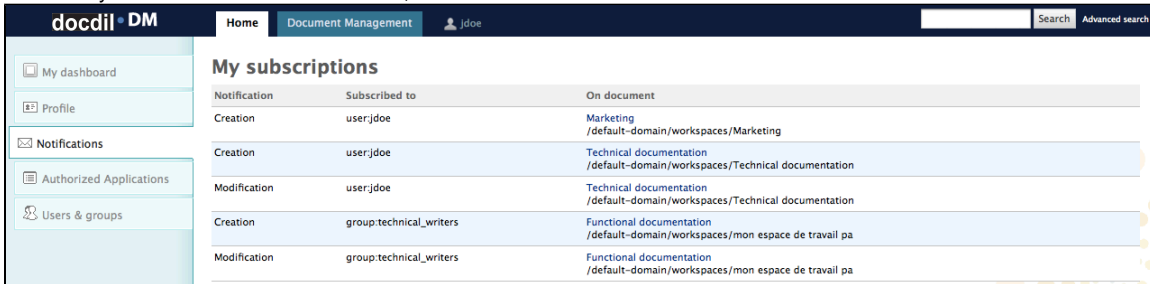 docdil DM
Home Document Management jdoe Search Advanced search
My dashboard
Profile
Notifications
Authorized Applications
Users & groups
My subscriptions
Notification Subscribed to On document
Creation user:jdoe Marketing
/default-domain/workspaces/Marketing
Creation user:jdoe Technical documentation
/default-domain/workspaces/Technical documentation
Modification user:jdoe Technical documentation
/default-domain/workspaces/Technical documentation
Creation group:technical_writers Functional documentation
/default-domain/workspaces/mon espace de travail pa
Modification group:technical_writers Functional documentation
/default-domain/workspaces/mon espace de travail pa